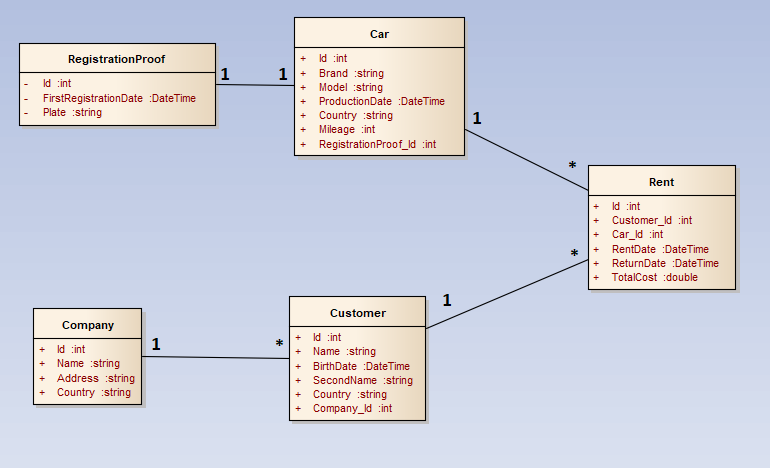 RegistrationProof
- Id :int
- FirstRegistrationDate :DateTime
- Plate :string
1
1
Car
+ Id :int
+ Brand :string
+ Model :string
+ ProductionDate :DateTime
+ Country :string
+ Mileage :int
+ RegistrationProof_Id :int
1
*
Rent
+ Id :int
+ Customer_Id :int
+ Car_Id :int
+ RentDate :DateTime
+ ReturnDate :DateTime
+ TotalCost :double
*
1
Company
+ Id :int
+ Name :string
+ Address :string
+ Country :string
1
*
Customer
+ Id :int
+ Name :string
+ BirthDate :DateTime
+ SecondName :string
+ Country :string
+ Company_Id :int